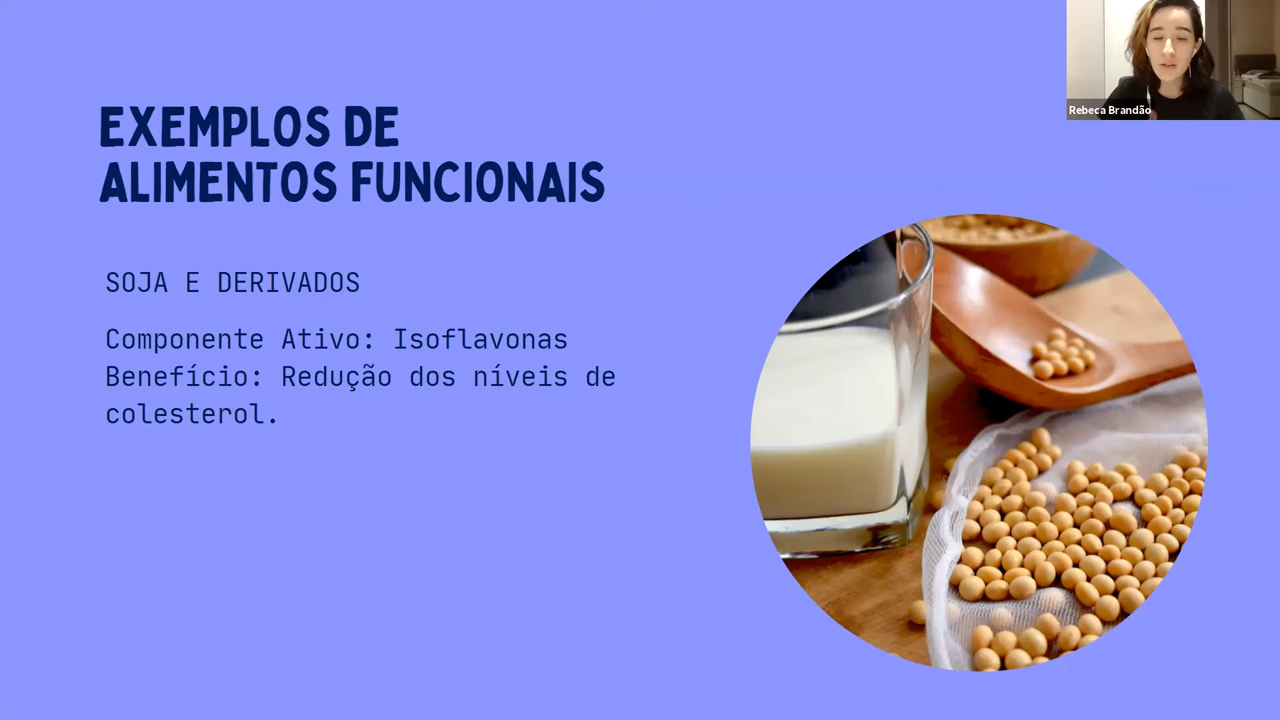 Rebeca Brandão
EXEMPLOS DE
ALIMENTOS FUNCIONAIS
SOJA E DERIVADOS
Componente Ativo: Isoflavonas
Benefício: Redução dos níveis de
colesterol.